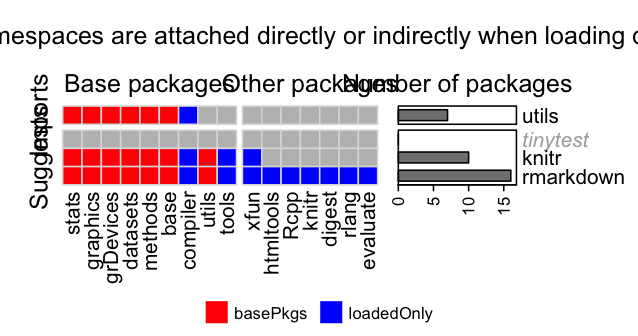 mespaces are attached directly or indirectly when loading
Base packages
Other packages
Number of packages
Imports
Suggests
utils
tinytest
knitr
rmarkdown
stats
graphics
grDevices
datasets
methods
base
compiler
utils
tools
xfun
htmltools
Rcpp
knitr
digest
rlang
evaluate
0 5 10 15
basePkgs
loadedOnly